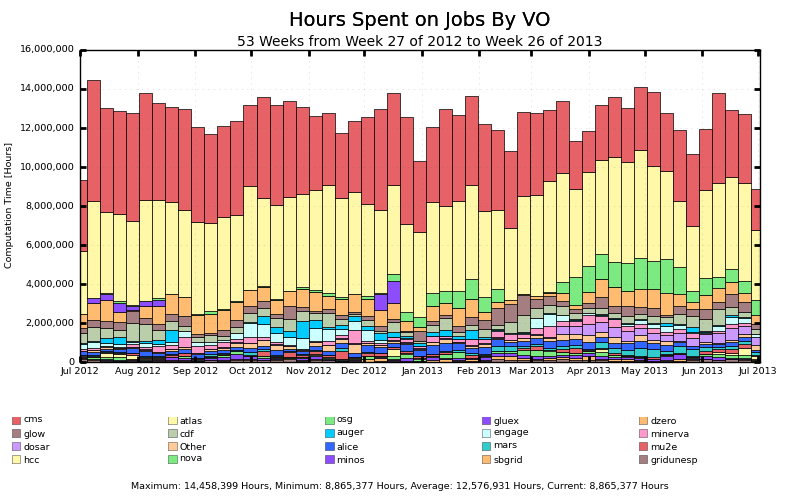 Hours Spent on Jobs By VO
53 Weeks from Week 27 of 2012 to Week 26 of 2013
Computation Time [Hours]
16,000,000
14,000,000
12,000,000
10,000,000
8,000,000
6,000,000
4,000,000
2,000,000
0
Jul 2012 Aug 2012 Sep 2012 Oct 2012 Nov 2012 Dec 2012 Jan 2013 Feb 2013 Mar 2013 Apr 2013 May 2013 Jun 2013 Jul 2013
cms atlas osg gluex dzero
glow cdf auger engage minerva
dosar Other alice mars mu2e
hcc nova minos sbgrid gridunesp
Maximum: 14,458,399 Hours, Minimum: 8,865,377 Hours, Average: 12,576,931 Hours, Current: 8,865,377 Hours